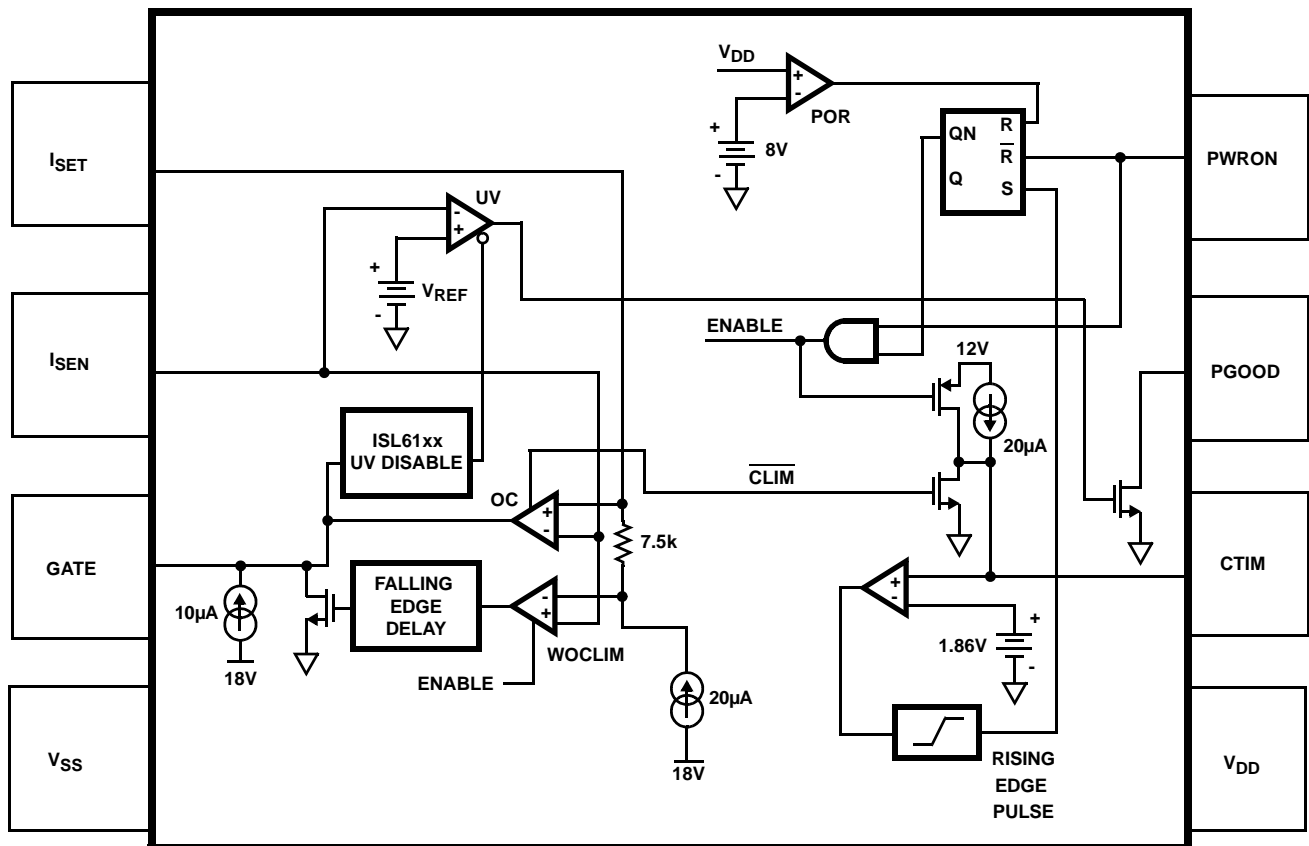 VDD
+
-
POR
+
8V
-
QN
R
R
Q
S
ISET
PWRON
UV
-
+
+
VREF
-
ENABLE
12V
ISEN
PGOOD
ISL61xx
UV DISABLE
20µA
CLIM
OC
+
-
7.5k
GATE
CTIM
10µA
18V
FALLING
EDGE
DELAY
-
+
WOCLIM
ENABLE
20µA
18V
+
-
+
1.86V
-
RISING
EDGE
PULSE
VSS
VDD